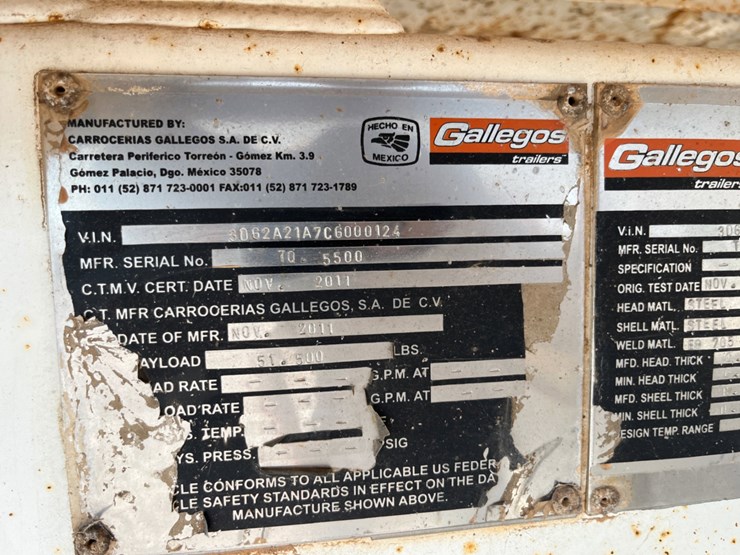 MANUFACTURED BY:
CARROCERIAS GALLEGOS S.A. DE C.V.
Carretera Periferico Torreón - Gómez Km. 3.9
Gómez Palacio, Dgo. México 35078
PH: 011 (52) 871 723-0001 FAX:011 (52) 871 723-1789
HECHO EN
MEXICO
Gallegos
trailers
V.I.N. 3D62A21A7C6000124
MFR. SERIAL No. TO 5500
C.T.M.V. CERT. DATE NOV. 2011
T. MFR CARROCERIAS GALLEGOS, S.A. DE C.V.
DATE OF MFR. NOV. 2011
AYLOAD 51.500 LBS.
AD RATE - - - G.P.M. AT - -
OAD RATE - - - G.P.M. AT - -
YS. TEMP. - - -
YS. PRESS. - - - PSIG
CLE CONFORMS TO ALL APPLICABLE US FEDER
CLE SAFETY STANDARDS IN EFFECT ON THE DA
MANUFACTURE SHOWN ABOVE.
Gallegos
trailers
V.I.N. 3D6
MFR. SERIAL No. T
SPECIFICATION -
ORIG. TEST DATE NOV.
HEAD MATL. STEEL
SHELL MATL. STEEL
WELD MATL.
MFD. HEAD. THICK
MIN. HEAD THICK
MFD. SHEEL THICK
MIN. SHELL THICK
DESIGN TEMP. RANGE